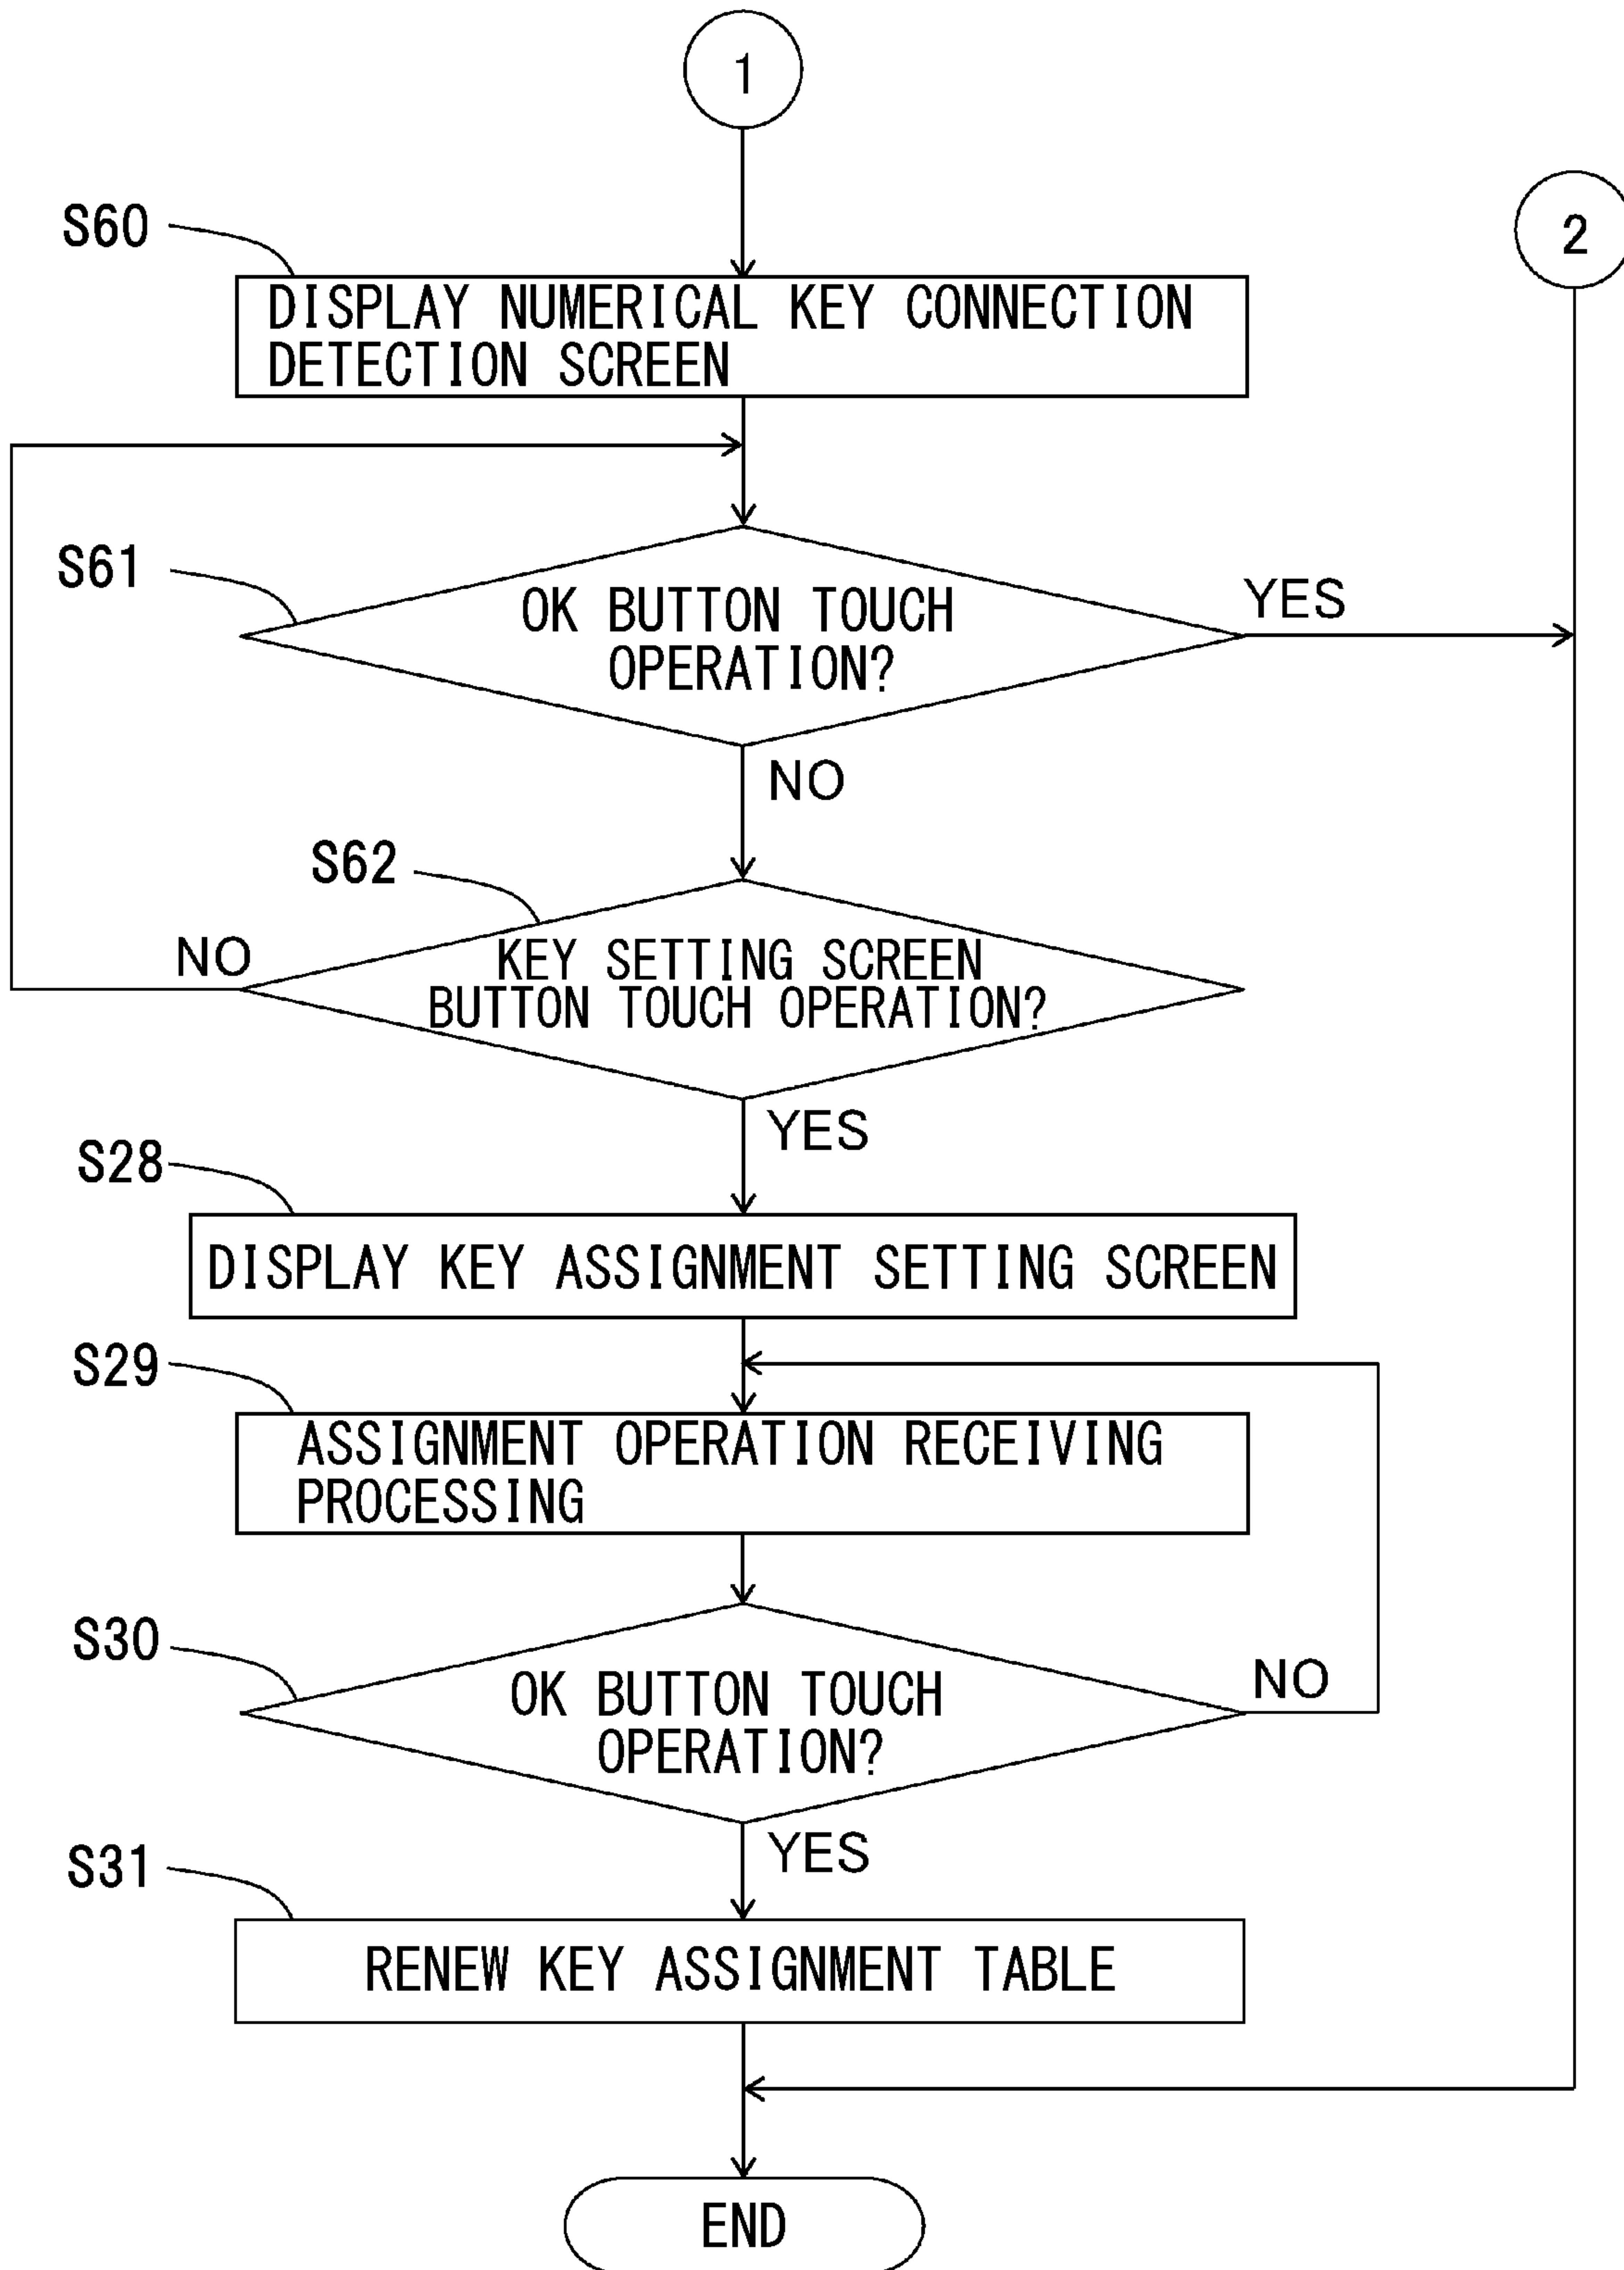 1
2
S60
DISPLAY NUMERICAL KEY CONNECTION
DETECTION SCREEN
S61
OK BUTTON TOUCH
OPERATION?
YES
NO
S62
KEY SETTING SCREEN
BUTTON TOUCH OPERATION?
NO
YES
S28
DISPLAY KEY ASSIGNMENT SETTING SCREEN
S29
ASSIGNMENT OPERATION RECEIVING
PROCESSING
S30
OK BUTTON TOUCH
OPERATION?
NO
YES
S31
RENEW KEY ASSIGNMENT TABLE
END